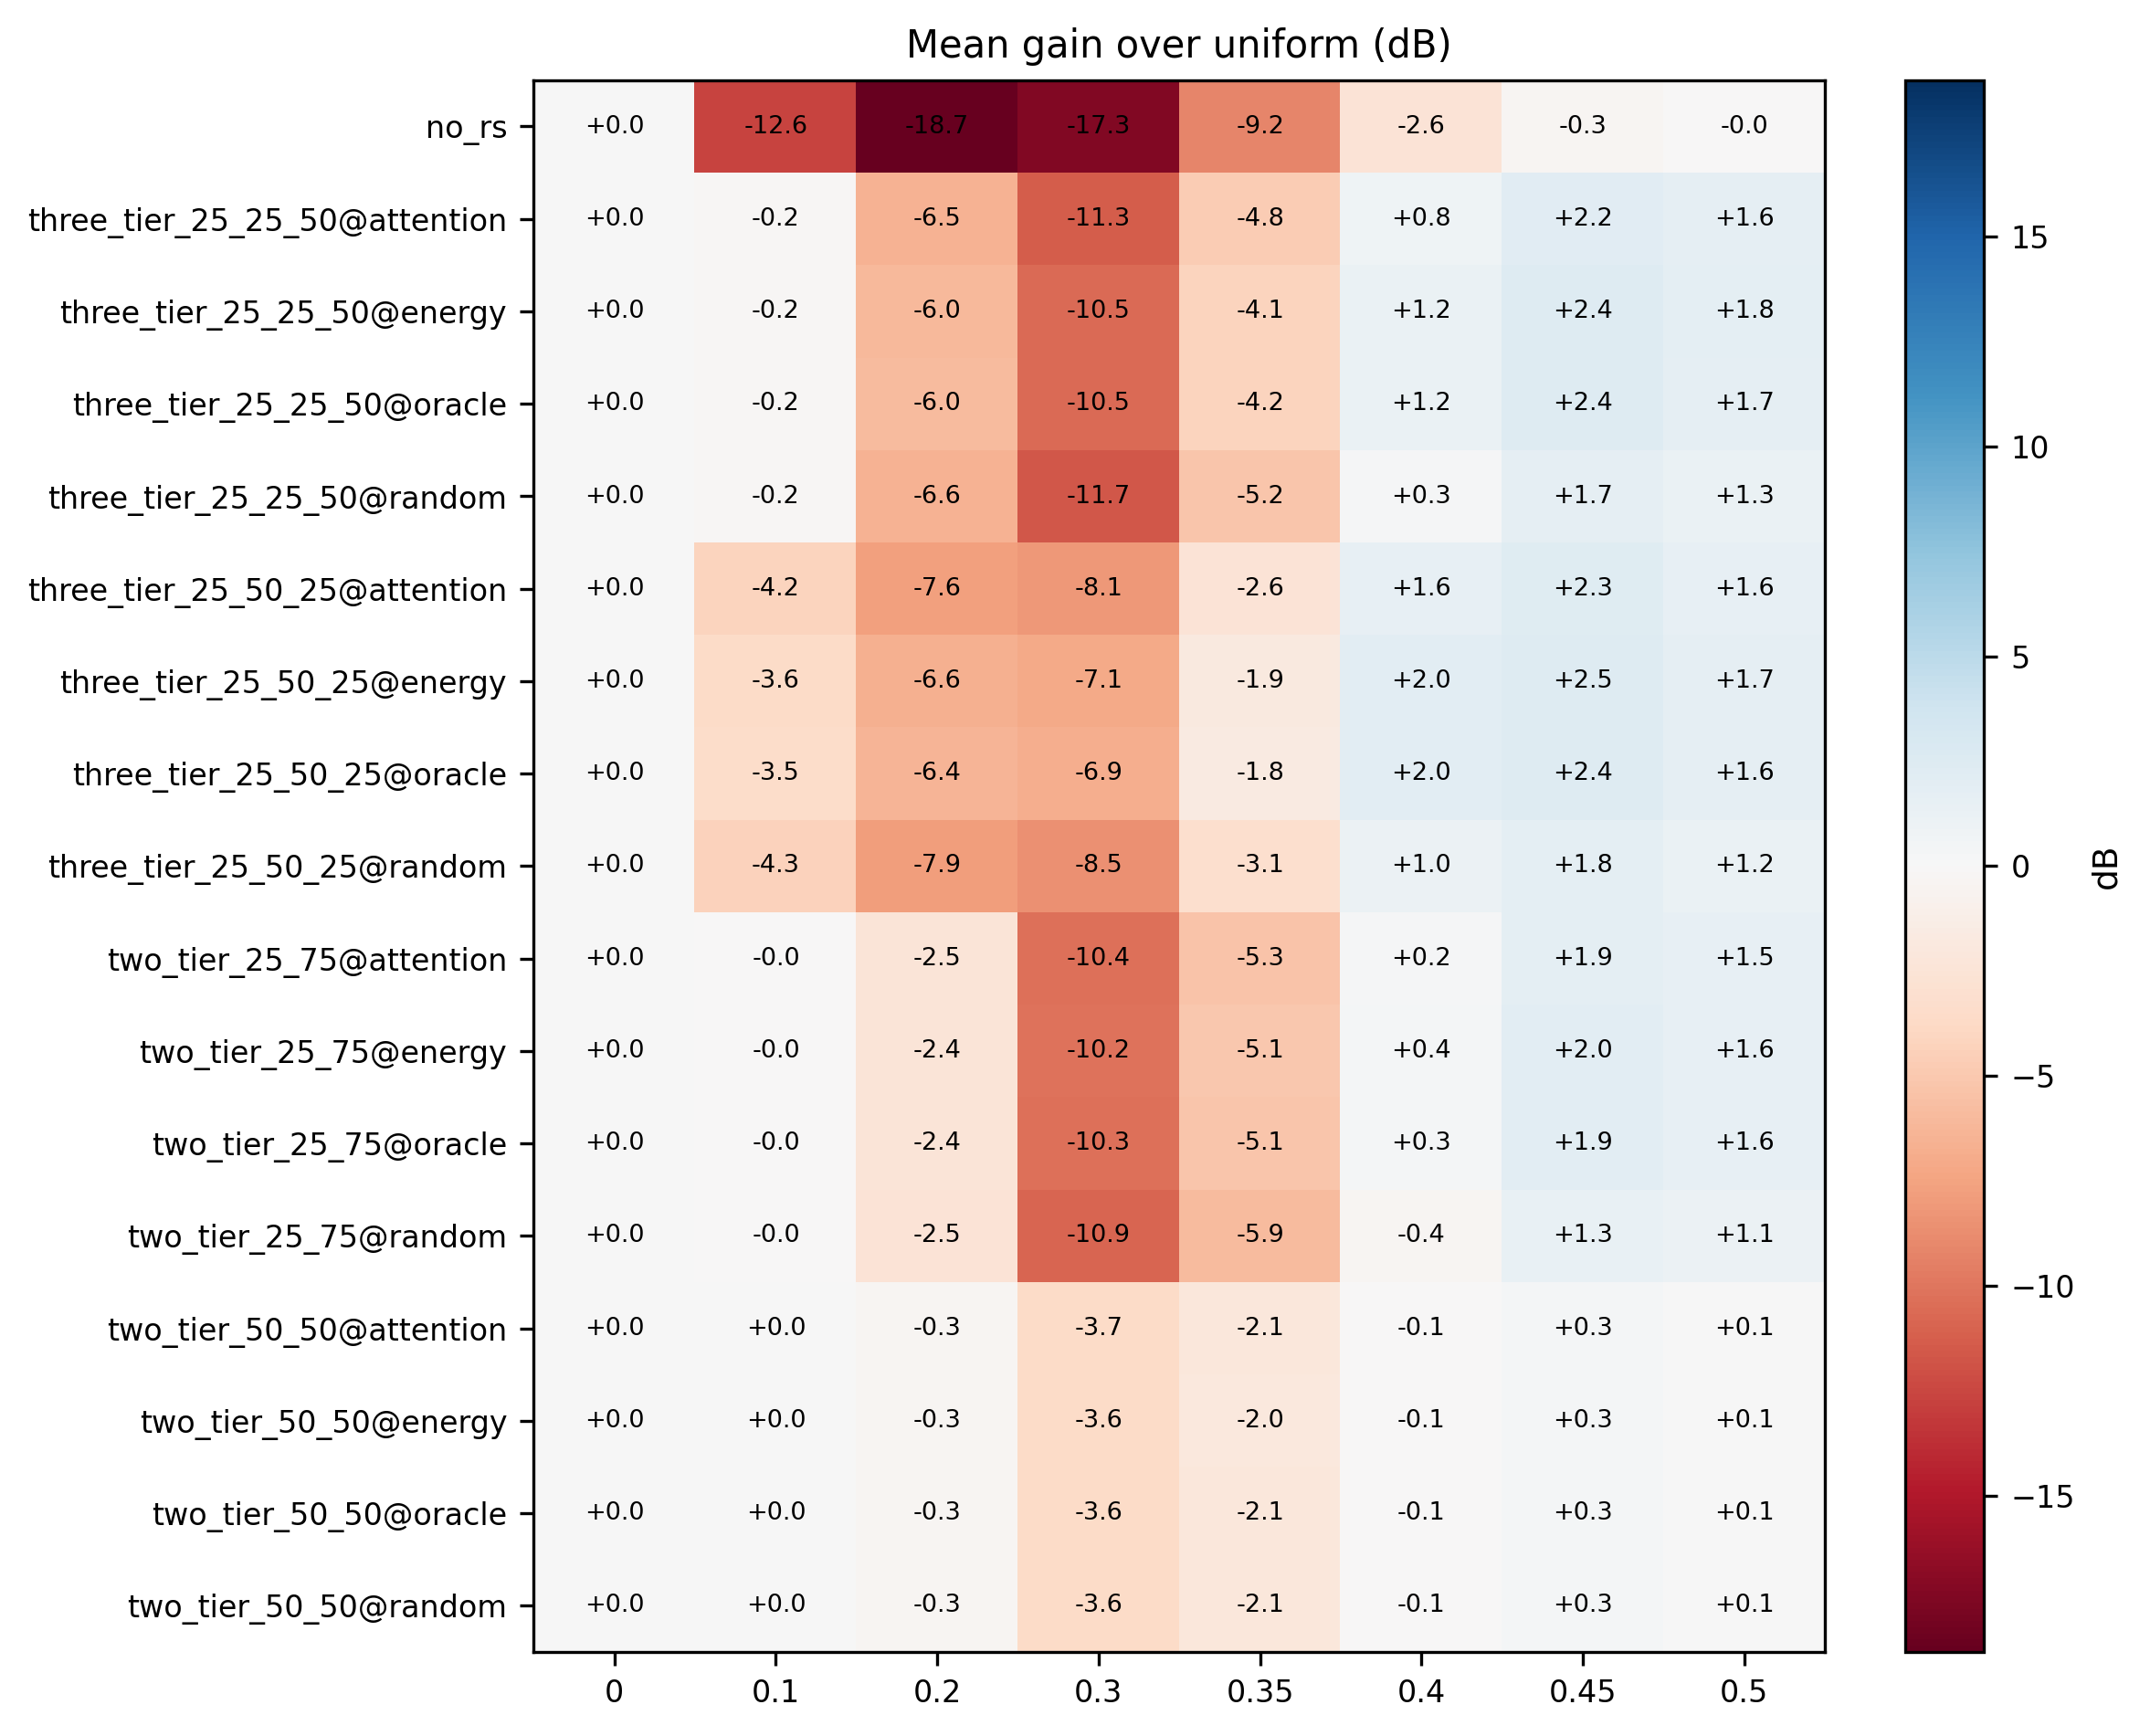 Mean gain over uniform (dB)
no_rs +0.0 -12.6 -18.7 -17.3 -9.2 -2.6 -0.3 -0.0
three_tier_25_25_50@attention +0.0 -0.2 -6.5 -11.3 -4.8 +0.8 +2.2 +1.6
three_tier_25_25_50@energy +0.0 -0.2 -6.0 -10.5 -4.1 +1.2 +2.4 +1.8
three_tier_25_25_50@oracle +0.0 -0.2 -6.0 -10.5 -4.2 +1.2 +2.4 +1.7
three_tier_25_25_50@random +0.0 -0.2 -6.6 -11.7 -5.2 +0.3 +1.7 +1.3
three_tier_25_50_25@attention +0.0 -4.2 -7.6 -8.1 -2.6 +1.6 +2.3 +1.6
three_tier_25_50_25@energy +0.0 -3.6 -6.6 -7.1 -1.9 +2.0 +2.5 +1.7
three_tier_25_50_25@oracle +0.0 -3.5 -6.4 -6.9 -1.8 +2.0 +2.4 +1.6
three_tier_25_50_25@random +0.0 -4.3 -7.9 -8.5 -3.1 +1.0 +1.8 +1.2
two_tier_25_75@attention +0.0 -0.0 -2.5 -10.4 -5.3 +0.2 +1.9 +1.5
two_tier_25_75@energy +0.0 -0.0 -2.4 -10.2 -5.1 +0.4 +2.0 +1.6
two_tier_25_75@oracle +0.0 -0.0 -2.4 -10.3 -5.1 +0.3 +1.9 +1.6
two_tier_25_75@random +0.0 -0.0 -2.5 -10.9 -5.9 -0.4 +1.3 +1.1
two_tier_50_50@attention +0.0 +0.0 -0.3 -3.7 -2.1 -0.1 +0.3 +0.1
two_tier_50_50@energy +0.0 +0.0 -0.3 -3.6 -2.0 -0.1 +0.3 +0.1
two_tier_50_50@oracle +0.0 +0.0 -0.3 -3.6 -2.1 -0.1 +0.3 +0.1
two_tier_50_50@random +0.0 +0.0 -0.3 -3.6 -2.1 -0.1 +0.3 +0.1
0 0.1 0.2 0.3 0.35 0.4 0.45 0.5
15
10
5
0
−5
−10
−15
dB